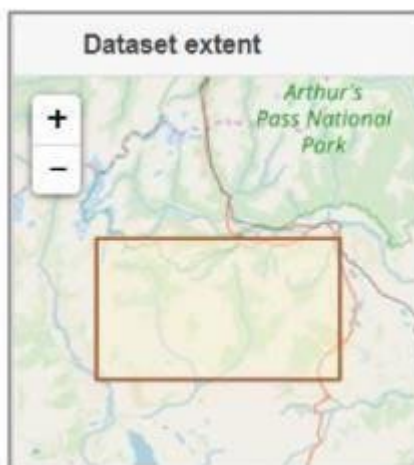 Dataset extent
+
−
Arthur's
Pass National
Park